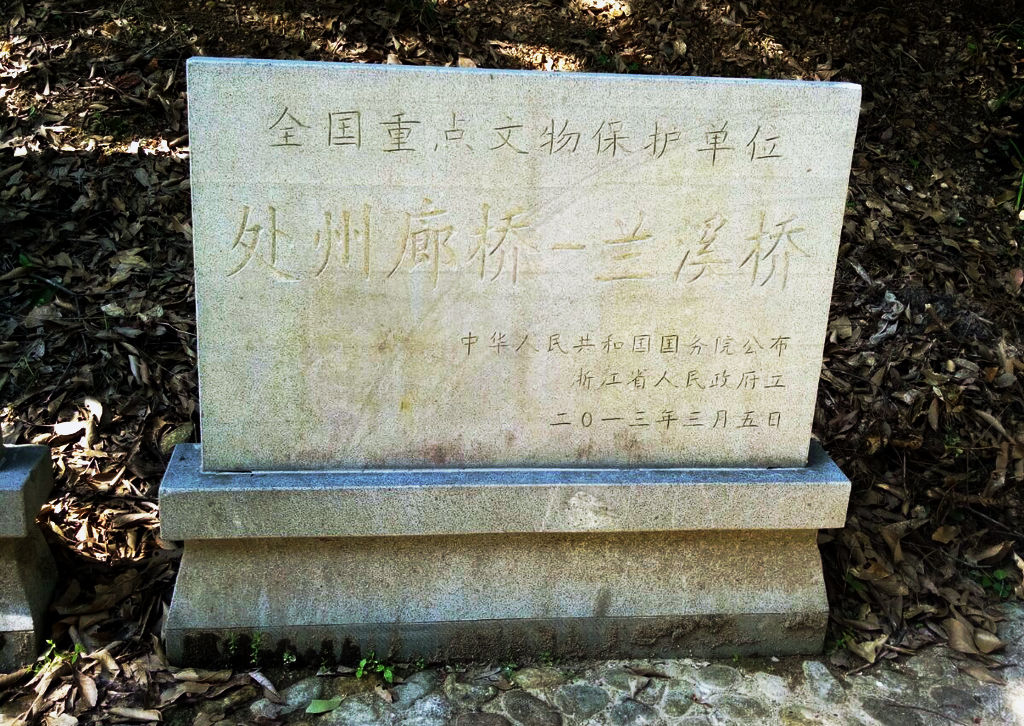 全国重点文物保护单位
处州廊桥—兰溪桥
中华人民共和国国务院公布
浙江省人民政府立
二〇一三年三月五日